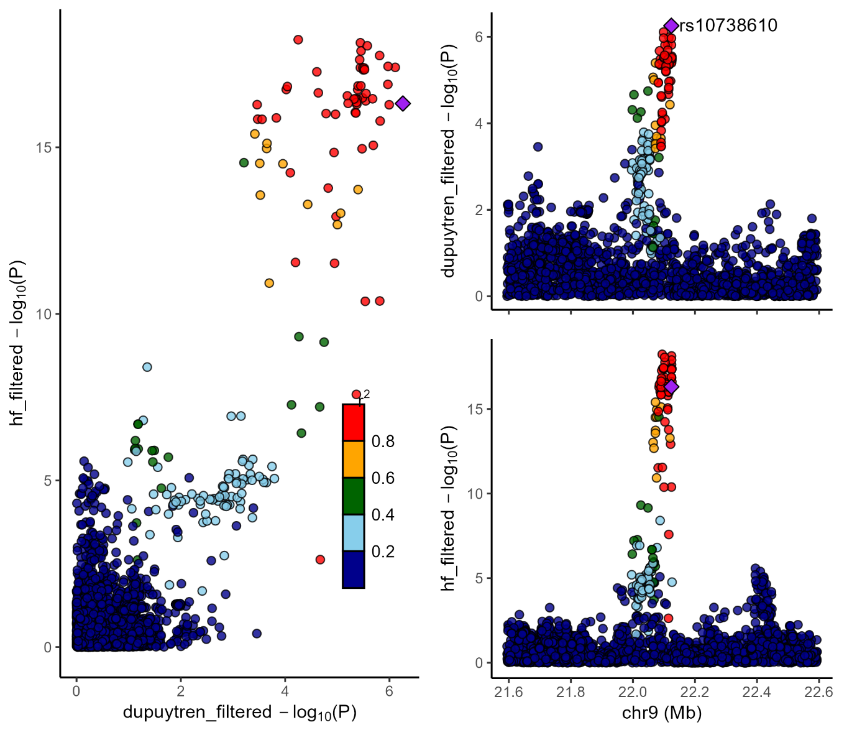 hf_filtered − log10(P)
15
10
5
0
0 2 4 6
dupuytren_filtered − log10(P)
r2
0.8
0.6
0.4
0.2
dupuytren_filtered − log10(P)
6
4
2
0
rs10738610
hf_filtered − log10(P)
15
10
5
0
21.6 21.8 22.0 22.2 22.4 22.6
chr9 (Mb)